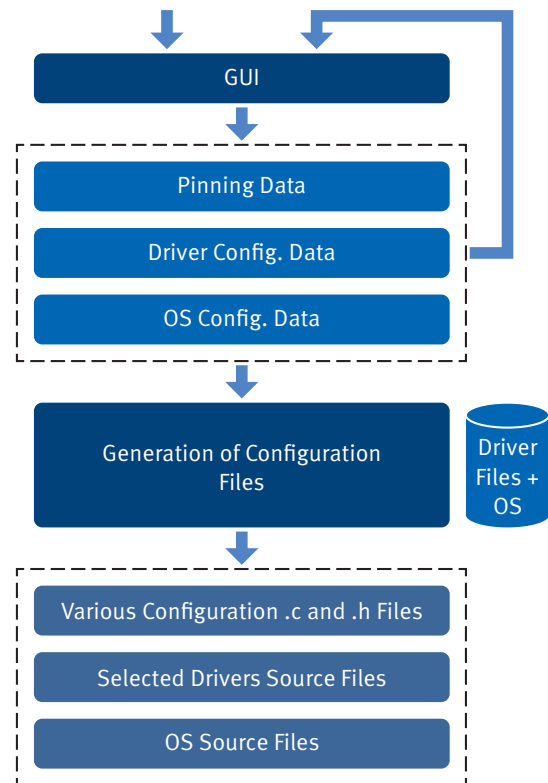 GUI
Pinning Data
Driver Config. Data
OS Config. Data
Generation of Configuration
Files
Driver
Files +
OS
Various Configuration .c and .h Files
Selected Drivers Source Files
OS Source Files